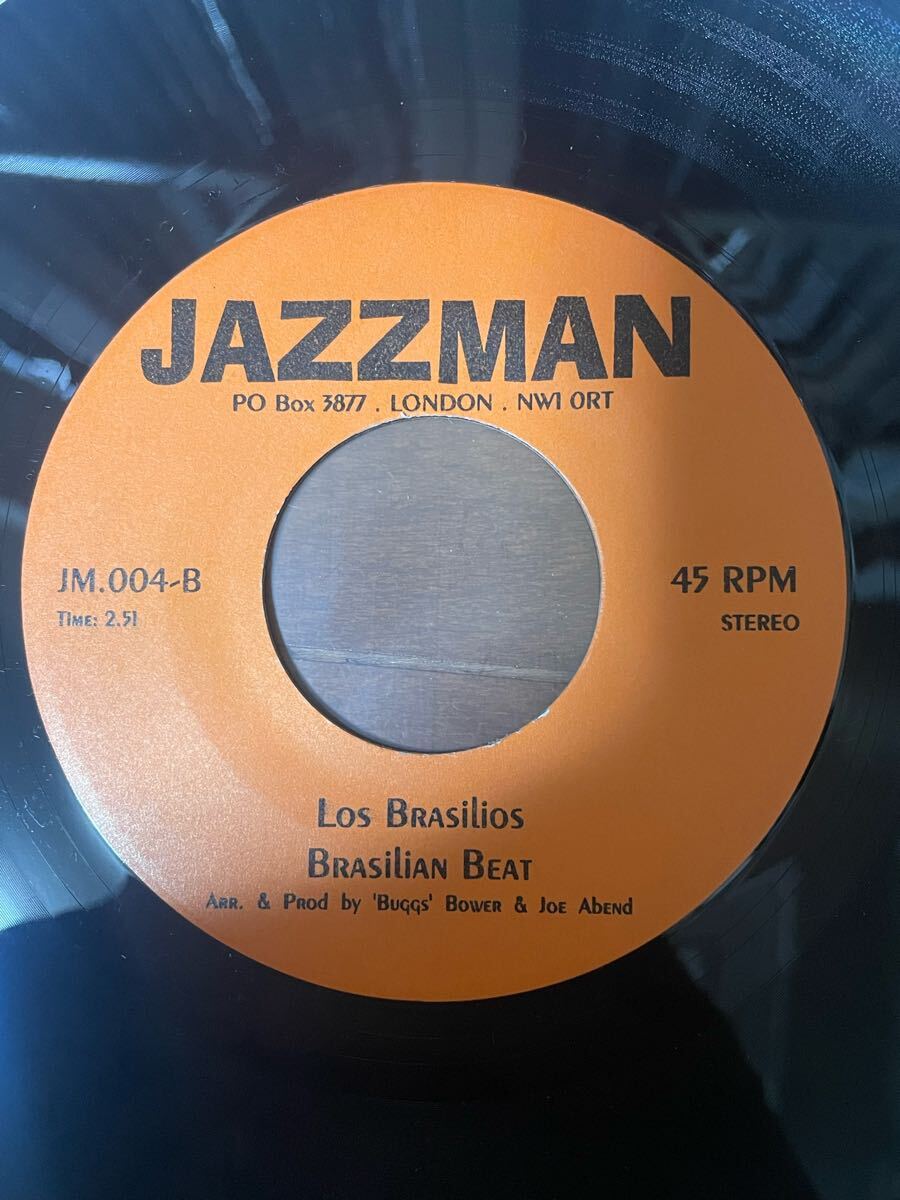 JAZZMAN
PO Box 3877 . LONDON . NW1 0RT
JM.004-B
Time: 2.51
45 RPM
STEREO
Los Brasilios
Brasilian Beat
Arr. & Prod by 'Buggs' Bower & Joe Abend